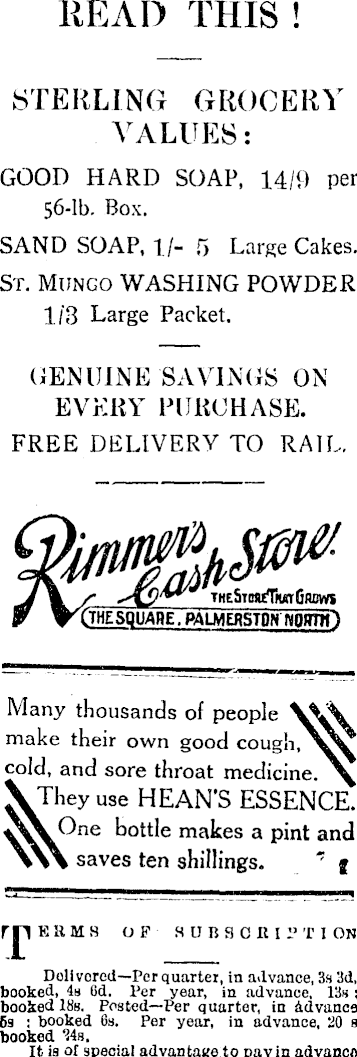 READ THIS!
STERLING GROCERY
VALUES:
GOOD HARD SOAP, 14/9 per
56-lb. Box.
SAND SOAP, 1/- 5 Large Cakes.
ST. MUNGO WASHING POWDER
1/3 Large Packet.
GENUINE SAVINGS ON
EVERY PURCHASE.
FREE DELIVERY TO RAIL.
Rimmer's
Cash Store!
THE STORE THAT GROWS
THE SQUARE, PALMERSTON NORTH
Many thousands of people
make their own good cough,
cold, and sore throat medicine.
They use HEAN'S ESSENCE.
One bottle makes a pint and
saves ten shillings.
TERMS OF SUBSCRIPTION
Delivered—Per quarter, in advance, 3s 3d,
booked, 4s 6d. Per year, in advance, 13s;
booked 18s. Posted—Per quarter, in advance
5s ; booked 6s. Per year, in advance, 20s
booked 24s.
It is of special advantage to pay in advance